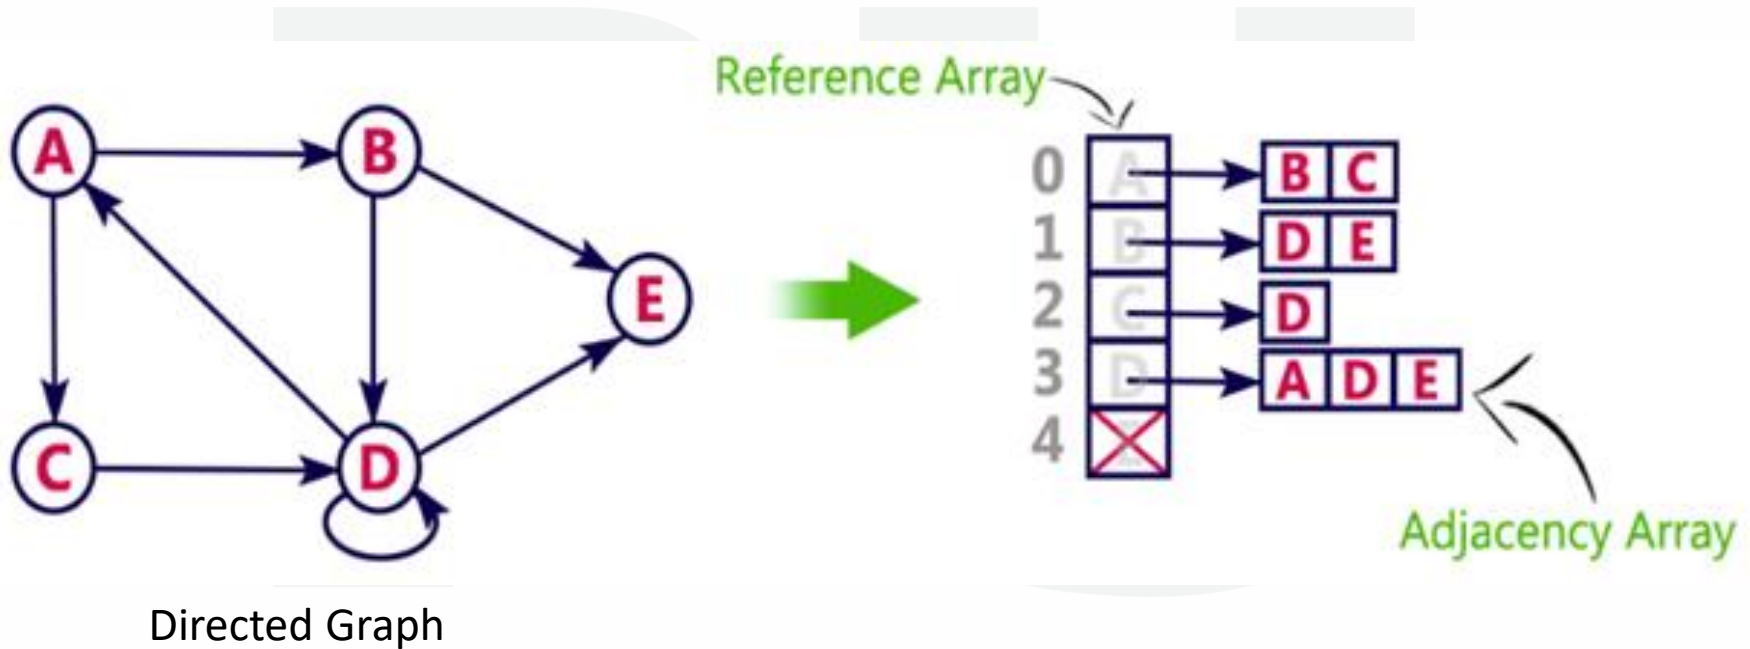 Reference Array
A B
E
C D
Directed Graph
0 A B C
1 B D E
2 C D
3 D A D E
4
Adjacency Array